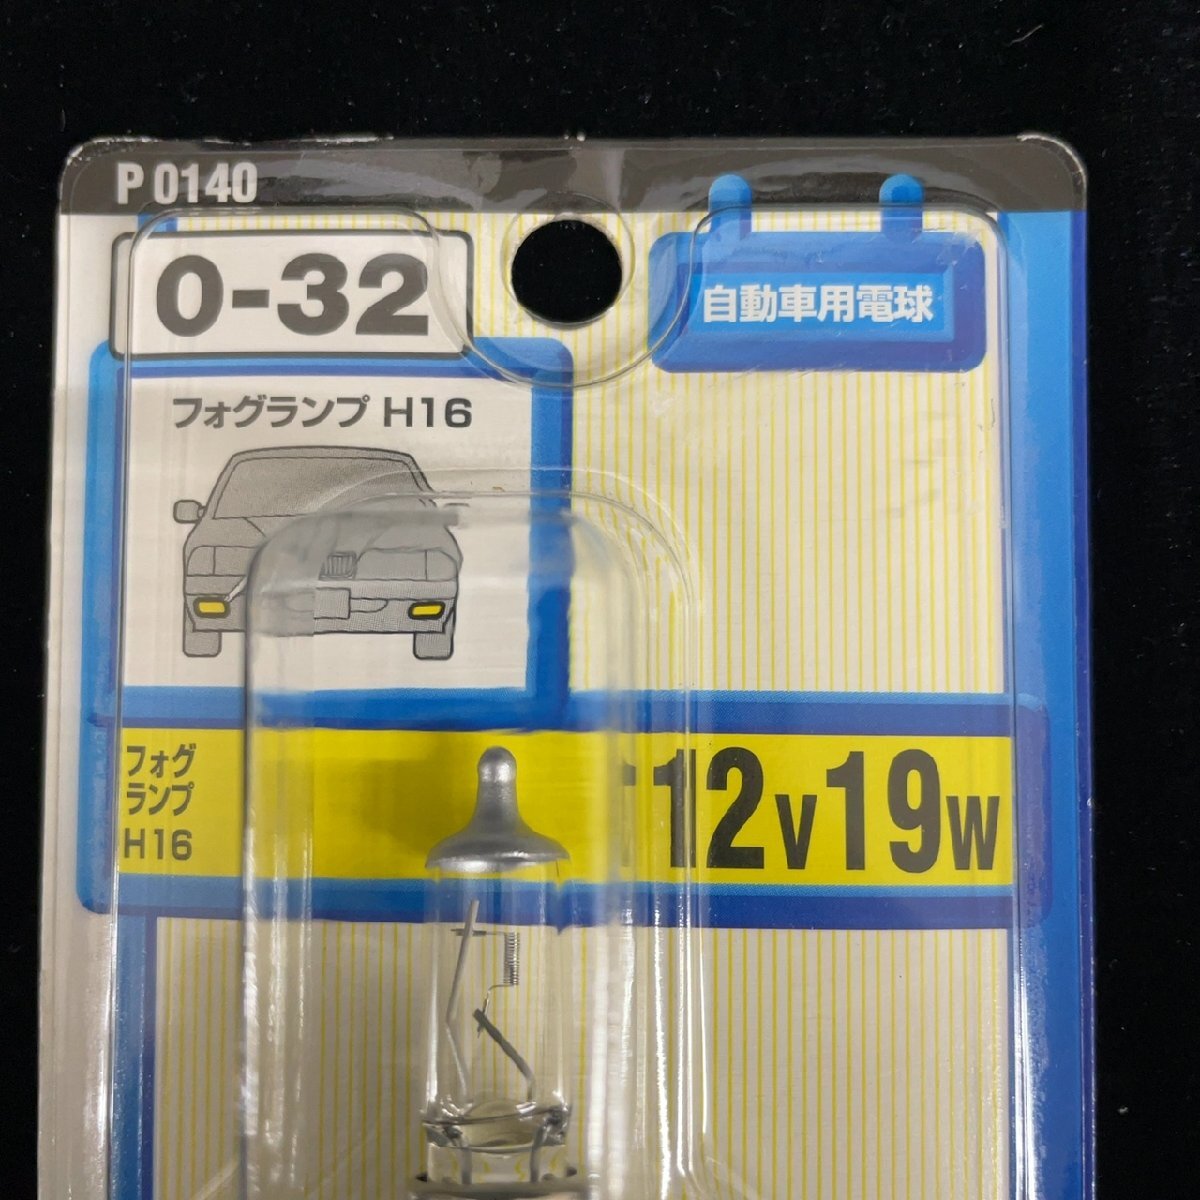 P 0140
0-32
自動車用電球
フォグランプ H16
フォグ
ランプ
H16
12V19W